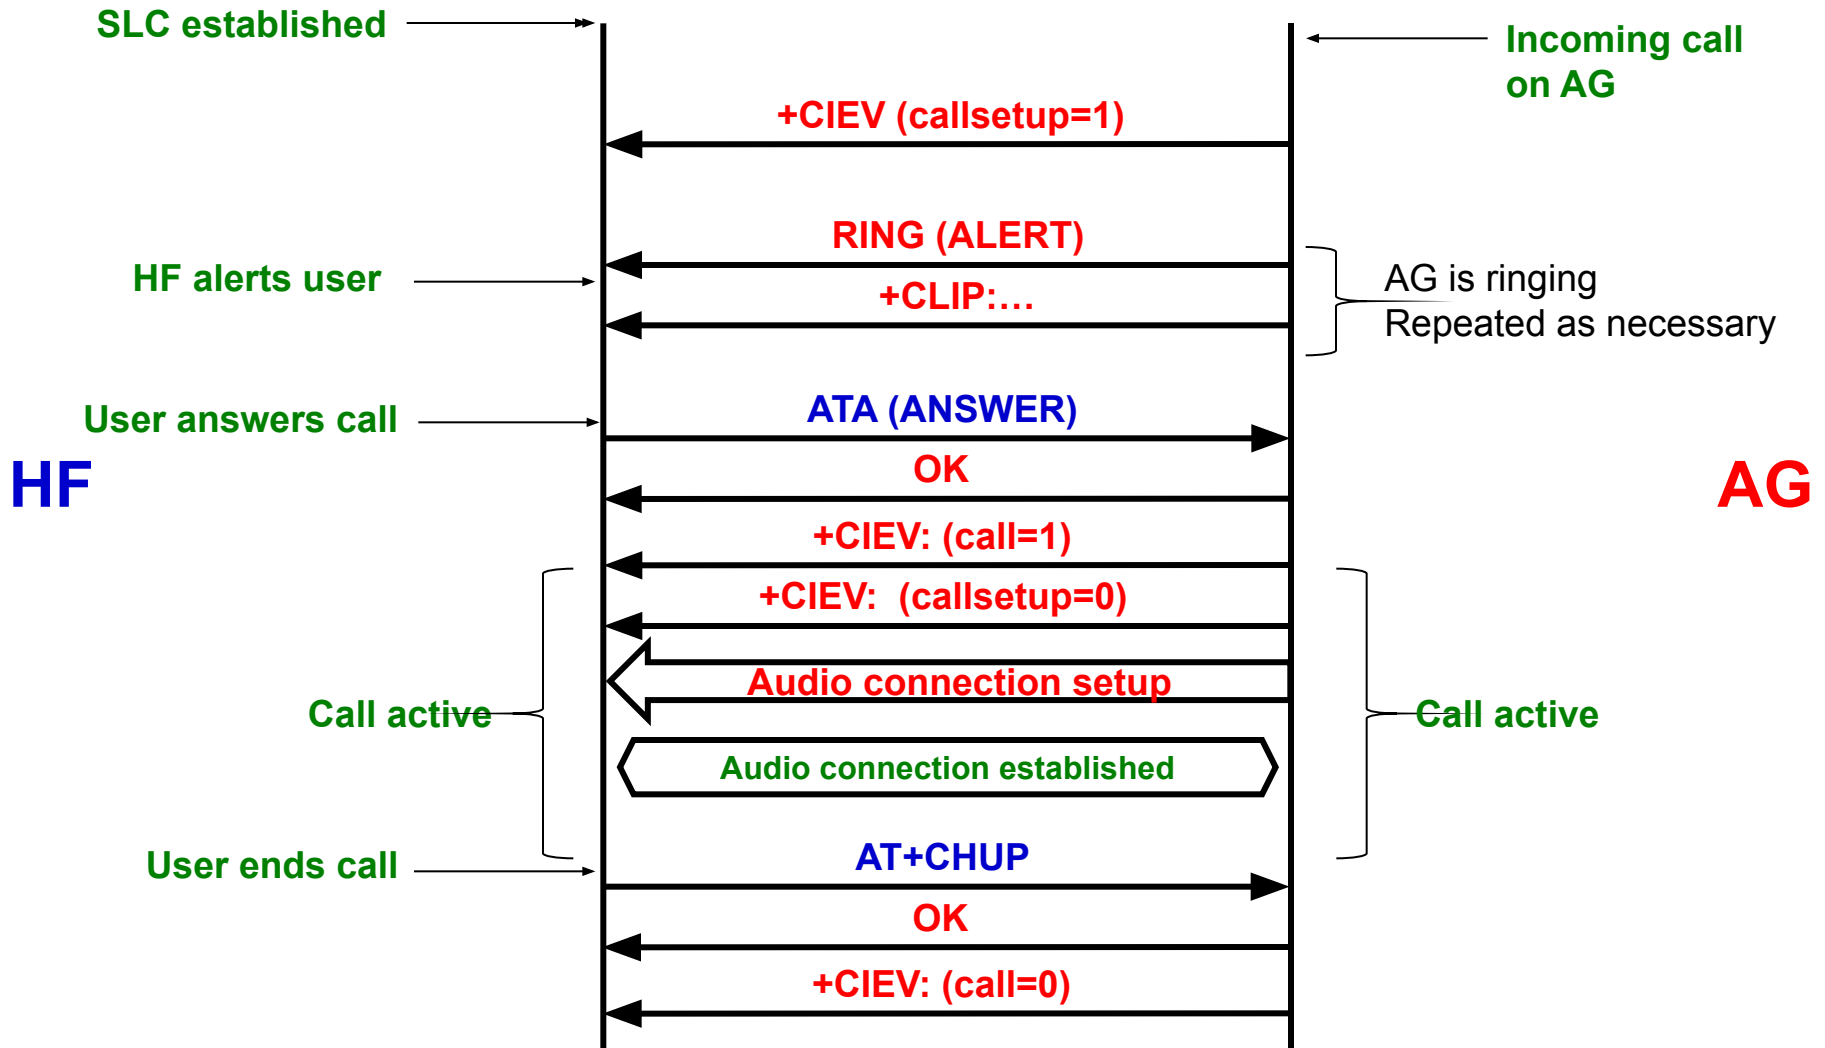 SLC established
Incoming call
on AG
+CIEV (callsetup=1)
RING (ALERT)
HF alerts user
+CLIP:…
AG is ringing
Repeated as necessary
User answers call
ATA (ANSWER)
HF
OK
AG
+CIEV: (call=1)
+CIEV:  (callsetup=0)
Audio connection setup
Call active
Call active
Audio connection established
User ends call
AT+CHUP
OK
+CIEV: (call=0)